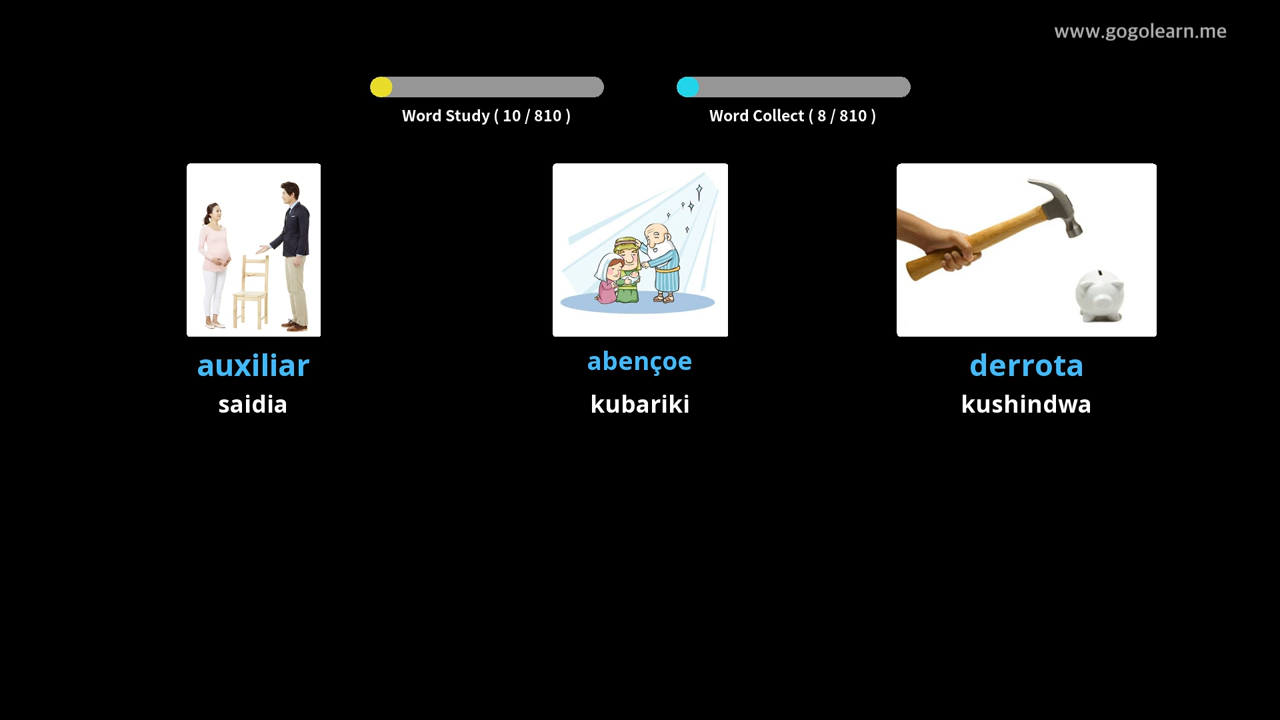 www.gogolearn.me
Word Study ( 10 / 810 )
Word Collect ( 8 / 810 )
auxiliar
saidia
abençoe
kubariki
derrota
kushindwa